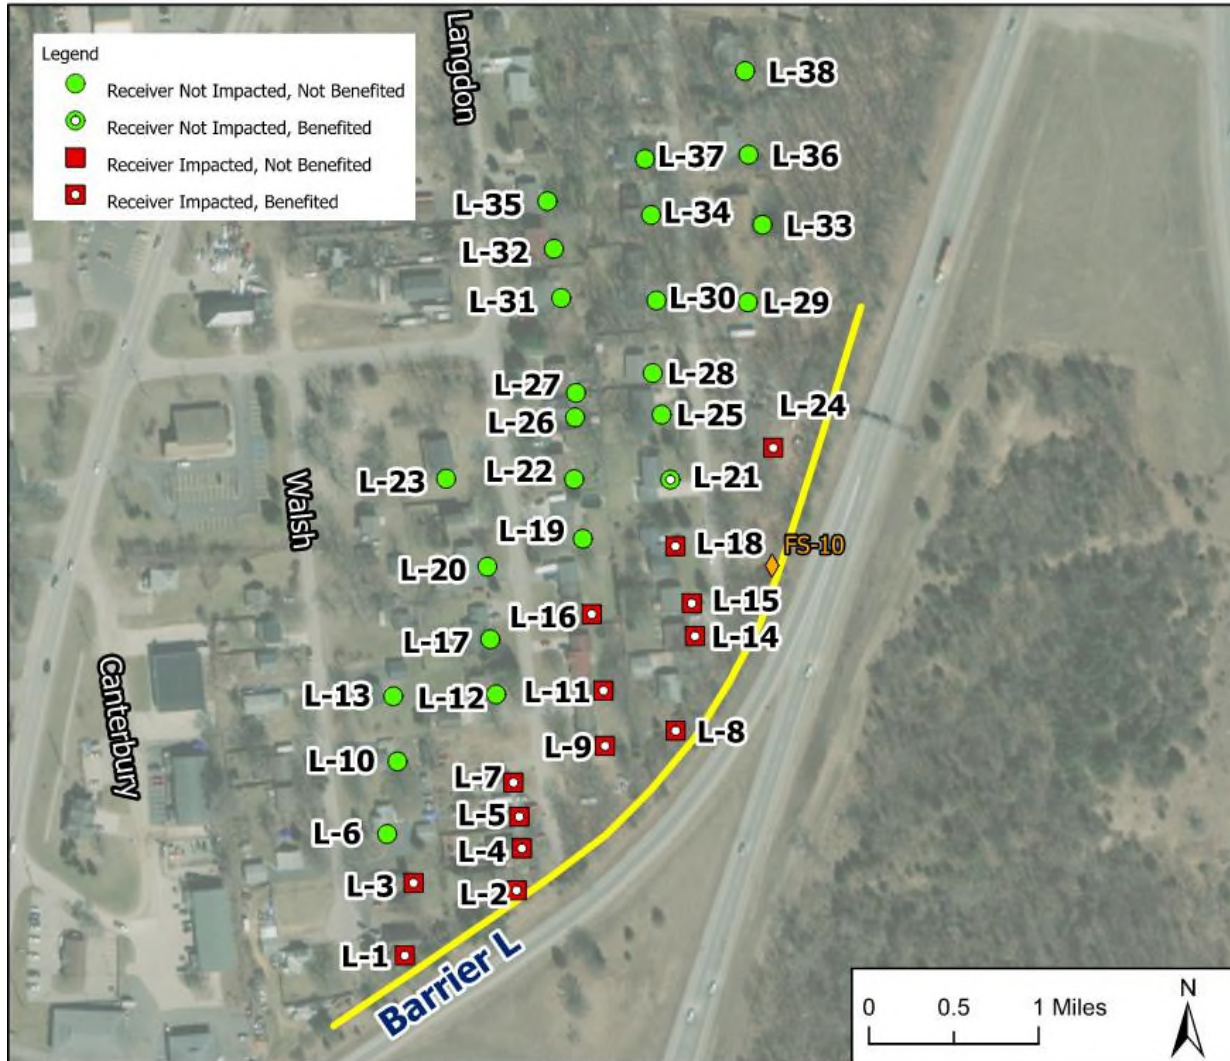 Legend
Receiver Not Impacted, Not Benefited
Receiver Not Impacted, Benefited
Receiver Impacted, Not Benefited
Receiver Impacted, Benefited
Langdon
L-38
L-37
L-36
L-35
L-34
L-33
L-32
L-31
L-30
L-29
L-28
L-27
L-26
L-25
L-24
L-23
L-22
L-21
Walsh
L-19
L-18
FS-10
L-20
L-16
L-15
L-17
L-14
Canterbury
L-13
L-12
L-11
L-8
L-10
L-9
L-7
L-5
L-6
L-4
L-3
L-2
L-1
Barrier L
N
0 0.5 1 Miles